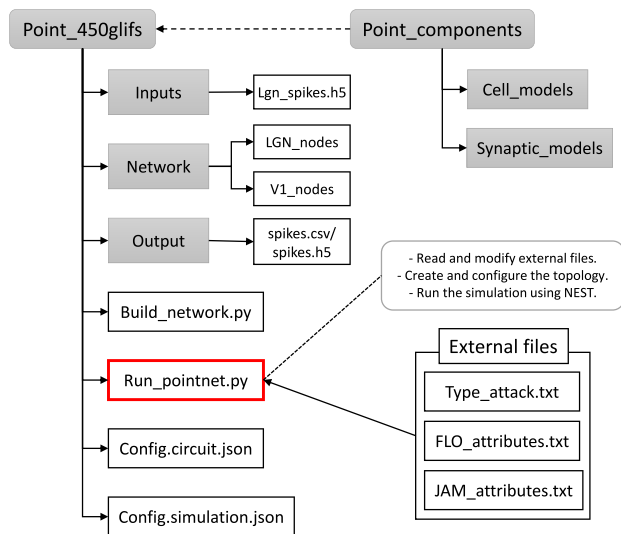 Point_450glifs
Point_components
Inputs
Lgn_spikes.h5
Cell_models
Network
LGN_nodes
V1_nodes
Synaptic_models
Output
spikes.csv/
spikes.h5
- Read and modify external files.
- Create and configure the topology.
- Run the simulation using NEST.
Build_network.py
Run_pointnet.py
External files
Type_attack.txt
FLO_attributes.txt
JAM_attributes.txt
Config.circuit.json
Config.simulation.json